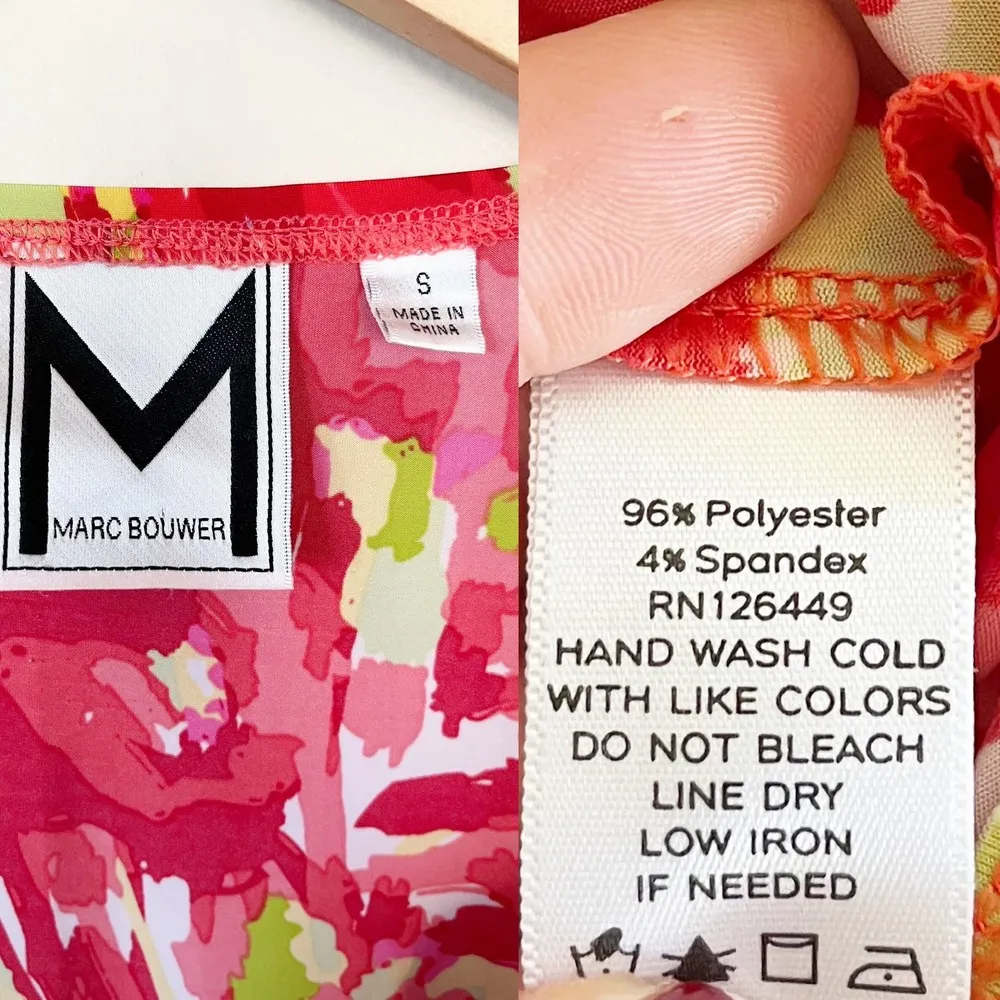 M
MARC BOUWER
S
MADE IN
CHINA
96% Polyester
4% Spandex
RN126449
HAND WASH COLD
WITH LIKE COLORS
DO NOT BLEACH
LINE DRY
LOW IRON
IF NEEDED